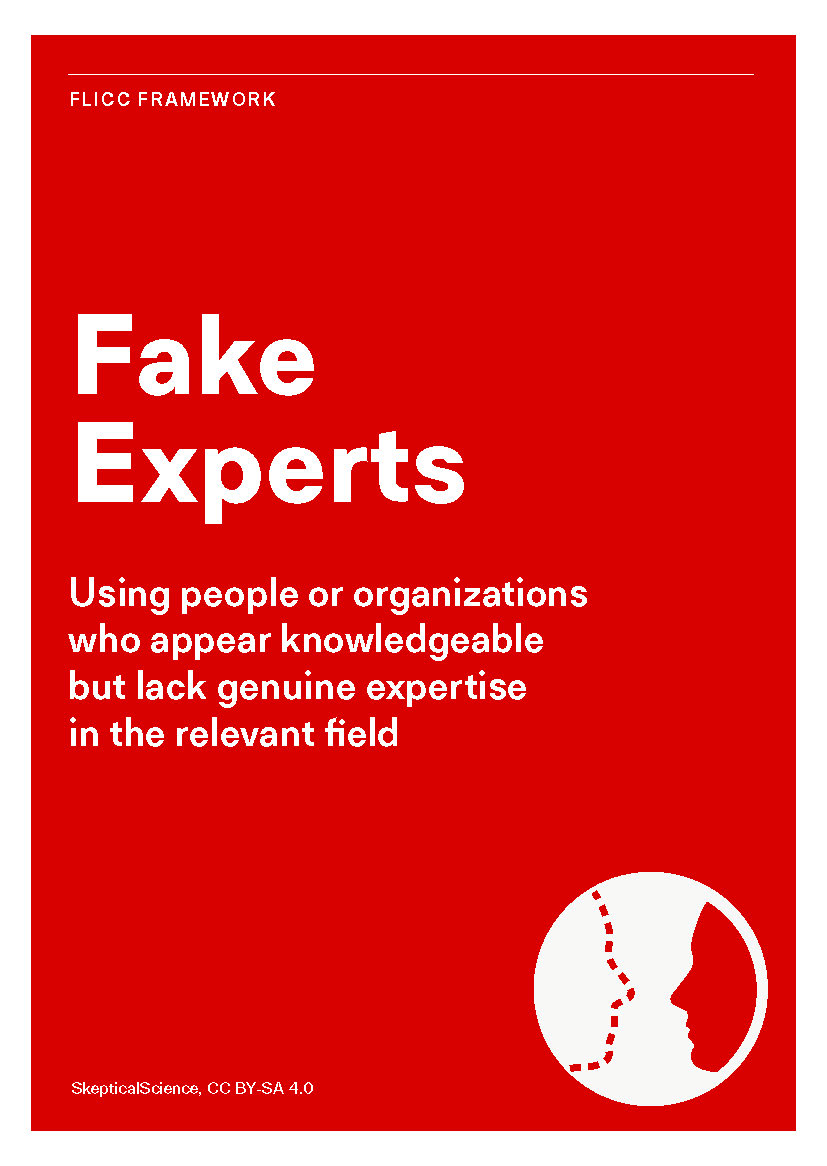 FLICC FRAMEWORK
Fake
Experts
Using people or organizations
who appear knowledgeable
but lack genuine expertise
in the relevant field
SkepticalScience, CC BY-SA 4.0